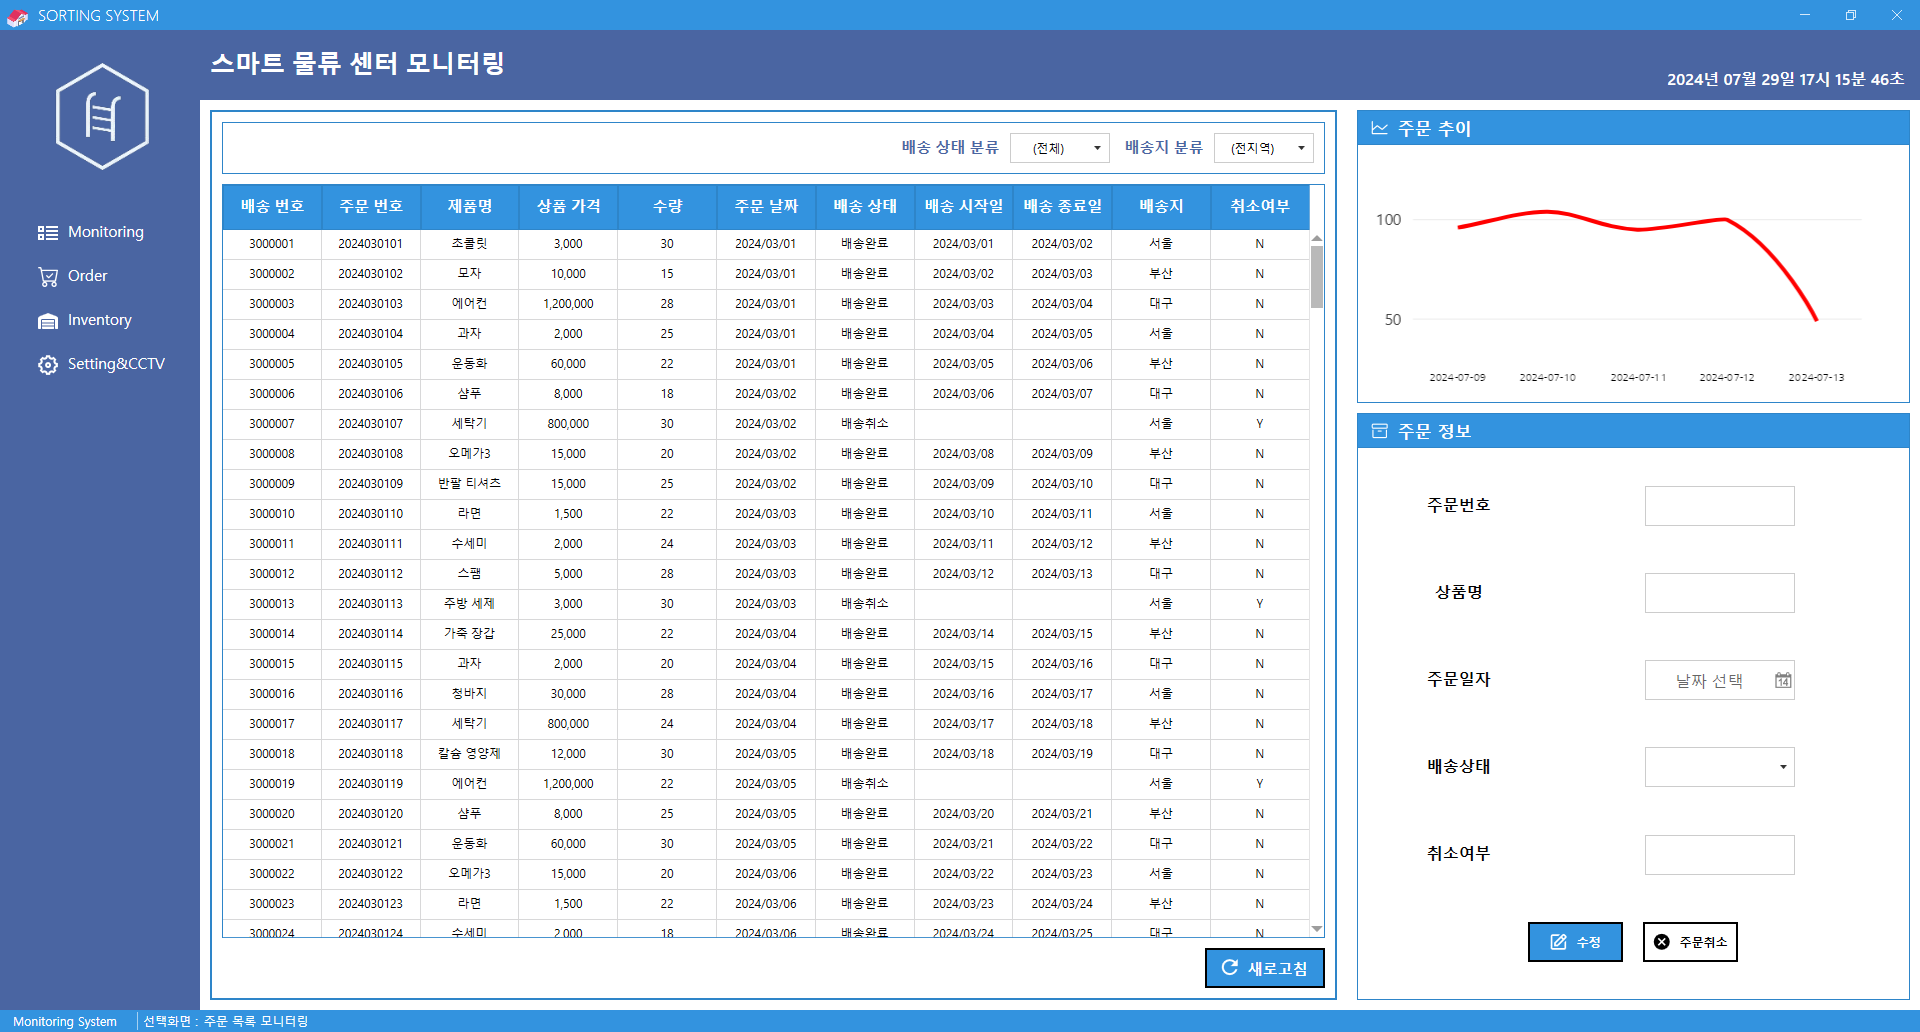 SORTING SYSTEM
스마트 물류 센터 모니터링
2024년 07월 29일 17시 15분 46초
Monitoring
Order
Inventory
Setting&CCTV
배송 상태 분류 (전체) 배송지 분류 (전지역)
배송 번호 주문 번호 제품명 상품 가격 수량 주문 날짜 배송 상태 배송 시작일 배송 종료일 배송지 취소여부
3000001 2024030101 초콜릿 3,000 30 2024/03/01 배송완료 2024/03/01 2024/03/02 서울 N
3000002 2024030102 모자 10,000 15 2024/03/01 배송완료 2024/03/02 2024/03/03 부산 N
3000003 2024030103 에어컨 1,200,000 28 2024/03/01 배송완료 2024/03/03 2024/03/04 대구 N
3000004 2024030104 과자 2,000 25 2024/03/01 배송완료 2024/03/04 2024/03/05 서울 N
3000005 2024030105 운동화 60,000 22 2024/03/01 배송완료 2024/03/05 2024/03/06 부산 N
3000006 2024030106 샴푸 8,000 18 2024/03/02 배송완료 2024/03/06 2024/03/07 대구 N
3000007 2024030107 세탁기 800,000 30 2024/03/02 배송취소 서울 Y
3000008 2024030108 오메가3 15,000 20 2024/03/02 배송완료 2024/03/08 2024/03/09 부산 N
3000009 2024030109 반팔 티셔츠 15,000 25 2024/03/02 배송완료 2024/03/09 2024/03/10 대구 N
3000010 2024030110 라면 1,500 22 2024/03/03 배송완료 2024/03/10 2024/03/11 서울 N
3000011 2024030111 수세미 2,000 24 2024/03/03 배송완료 2024/03/11 2024/03/12 부산 N
3000012 2024030112 스팸 5,000 28 2024/03/03 배송완료 2024/03/12 2024/03/13 대구 N
3000013 2024030113 주방 세제 3,000 30 2024/03/03 배송취소 서울 Y
3000014 2024030114 가죽 장갑 25,000 22 2024/03/04 배송완료 2024/03/14 2024/03/15 부산 N
3000015 2024030115 과자 2,000 20 2024/03/04 배송완료 2024/03/15 2024/03/16 대구 N
3000016 2024030116 청바지 30,000 28 2024/03/04 배송완료 2024/03/16 2024/03/17 서울 N
3000017 2024030117 세탁기 800,000 24 2024/03/04 배송완료 2024/03/17 2024/03/18 부산 N
3000018 2024030118 칼슘 영양제 12,000 30 2024/03/05 배송완료 2024/03/18 2024/03/19 대구 N
3000019 2024030119 에어컨 1,200,000 22 2024/03/05 배송취소 서울 Y
3000020 2024030120 샴푸 8,000 25 2024/03/05 배송완료 2024/03/20 2024/03/21 부산 N
3000021 2024030121 운동화 60,000 30 2024/03/05 배송완료 2024/03/21 2024/03/22 대구 N
3000022 2024030122 오메가3 15,000 20 2024/03/06 배송완료 2024/03/22 2024/03/23 서울 N
3000023 2024030123 라면 1,500 22 2024/03/06 배송완료 2024/03/23 2024/03/24 부산 N
3000024 2024030124 수세미 2,000 18 2024/03/06 배송완료 2024/03/24 2024/03/25 대구 N
새로고침
주문 추이
100
50
2024-07-09 2024-07-10 2024-07-11 2024-07-12 2024-07-13
주문 정보
주문번호
상품명
주문일자 날짜 선택 14
배송상태
취소여부
수정 주문취소
Monitoring System 선택화면 : 주문 목록 모니터링